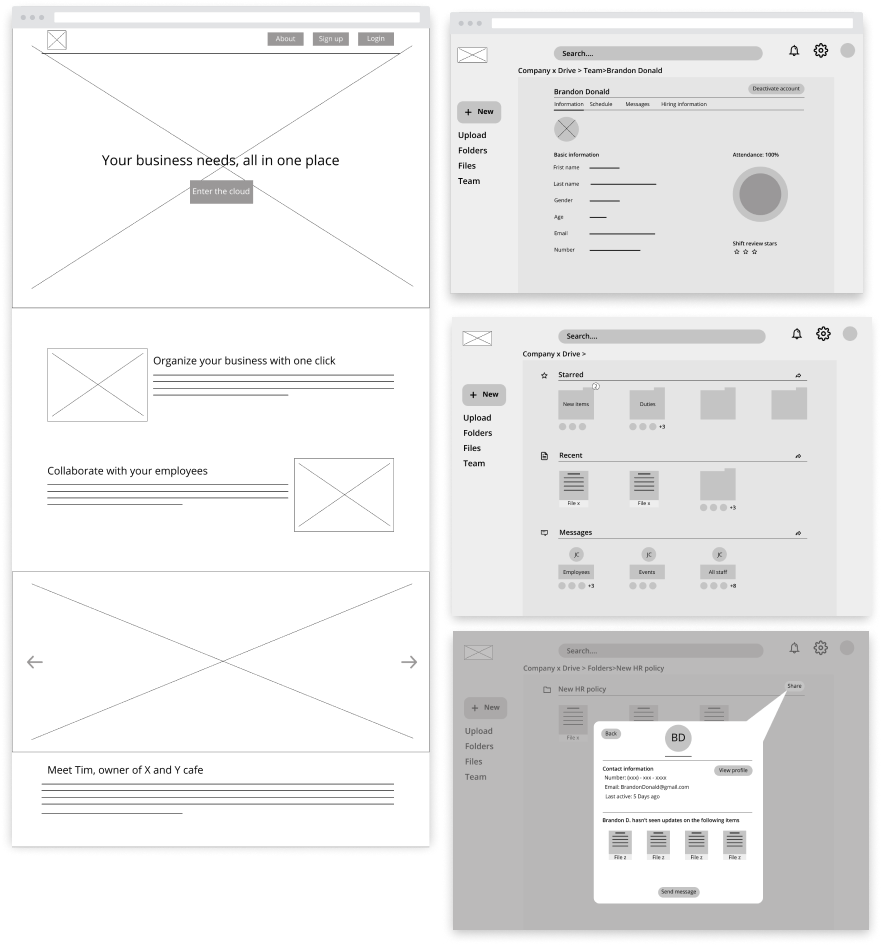 About Sign up Login
Your business needs, all in one place
Enter the cloud
Organize your business with one click
Collaborate with your employees
Meet Tim, owner of X and Y cafe
Search....
Company x Drive > Team>Brandon Donald
Brandon Donald
Deactivate account
Information Schedule Messages Hiring information
+ New
Upload
Folders
Files
Team
Basic information
First name
Last name
Gender
Age
Email
Number
Attendance: 100%
Shift review stars
Search....
Company x Drive >
+ New
Upload
Folders
Files
Team
Starred
2
New items Duties
+3
Recent
File x File x
+3
Messages
JC JC JC
Employees Events All staff
+3 +8
Search....
Company x Drive > Folders>New HR policy
New HR policy
Share
+ New
Upload
Folders
Files
Team
File x
Back
BD
Contact information
View profile
Number: (xxx) - xxx - xxxx
Email: BrandonDonald@gmail.com
Last active: 5 Days ago
Brandon D. hasn't seen updates on the following items
File z File z File z File z
Send message